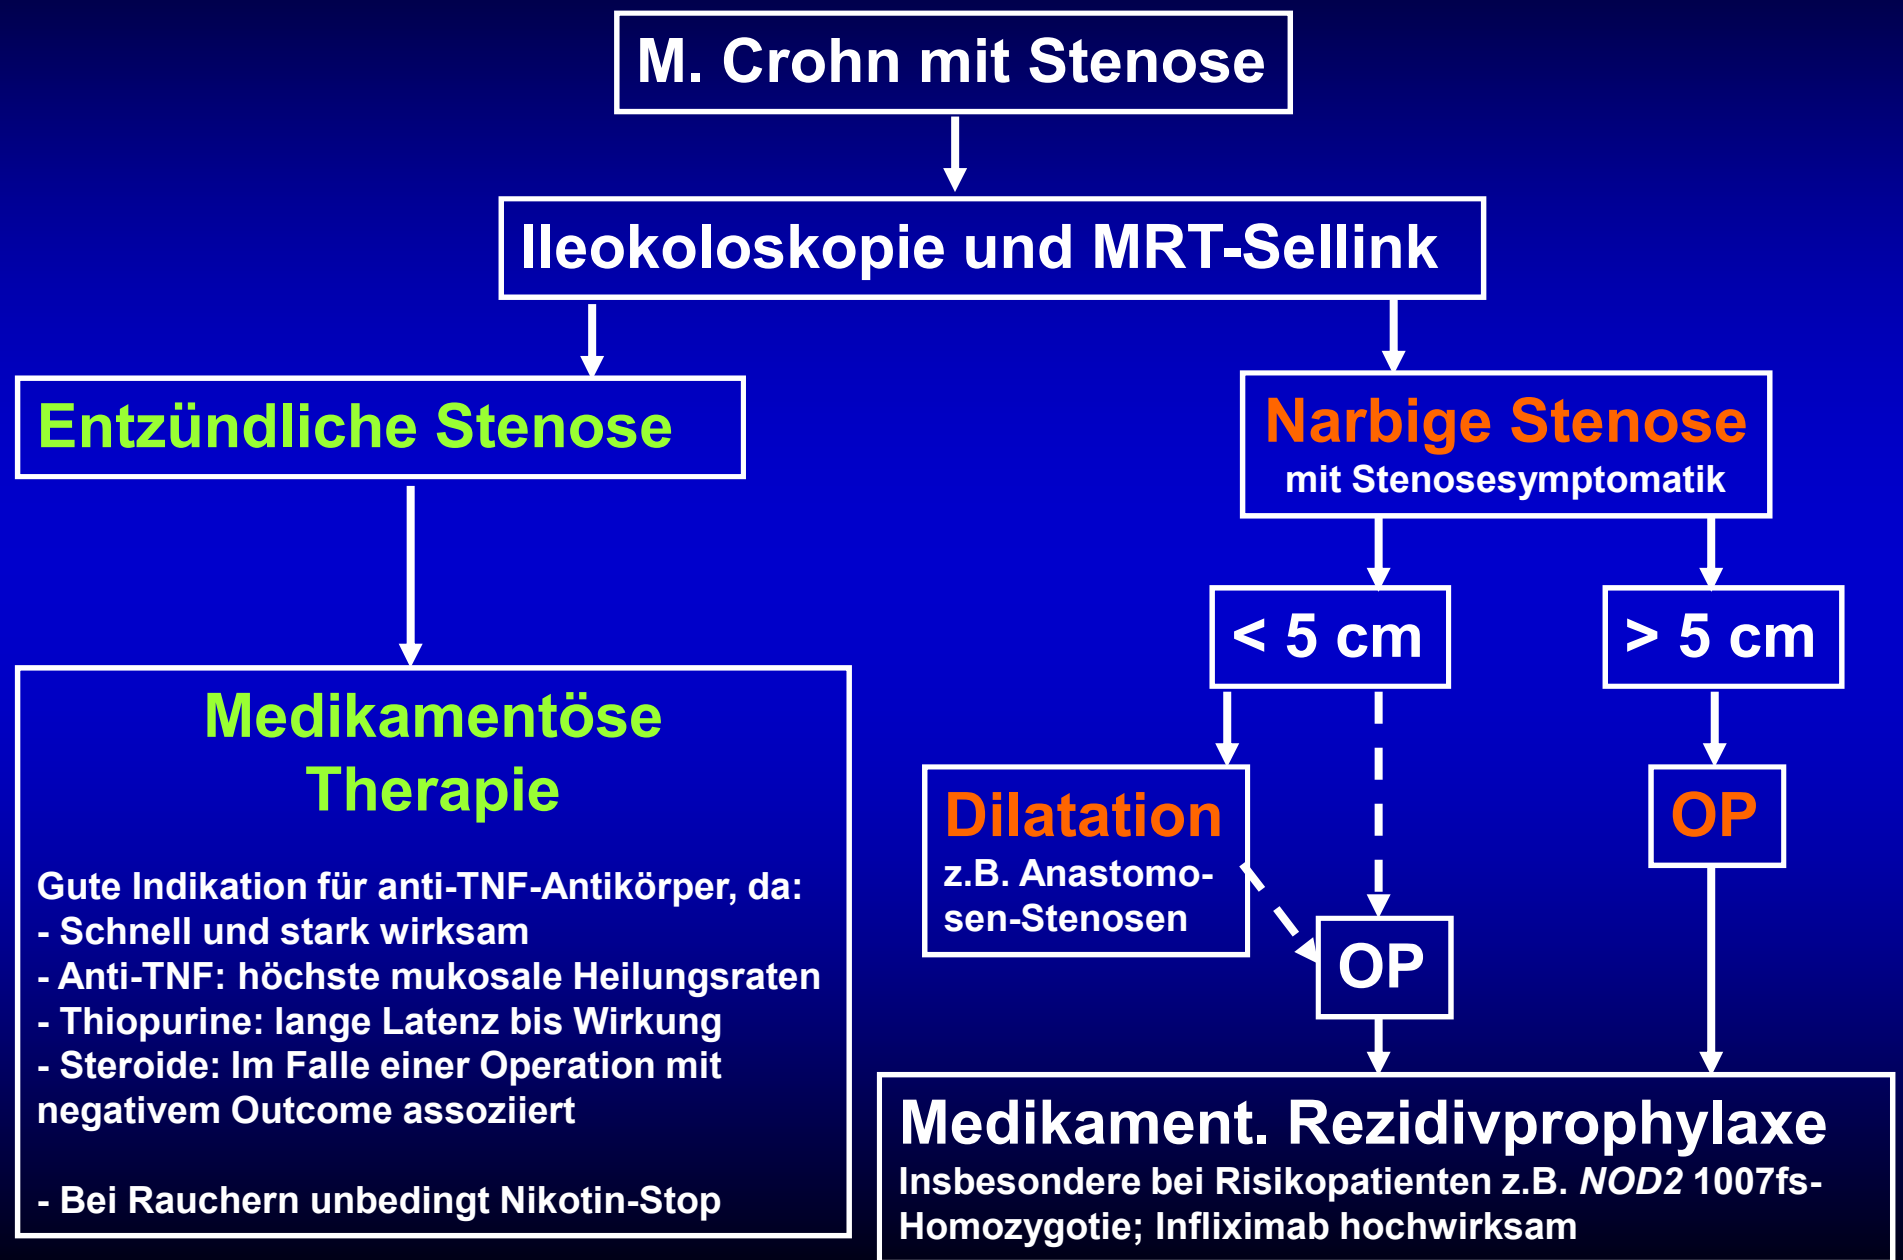 M. Crohn mit Stenose
Ileokoloskopie und MRT-Sellink
Entzündliche Stenose
Narbige Stenose
mit Stenosesymptomatik
< 5 cm
> 5 cm
Medikamentöse
Therapie
Gute Indikation für anti-TNF-Antikörper, da:
- Schnell und stark wirksam
- Anti-TNF: höchste mukosale Heilungsraten
- Thiopurine: lange Latenz bis Wirkung
- Steroide: Im Falle einer Operation mit
negativem Outcome assoziiert
- Bei Rauchern unbedingt Nikotin-Stop
Dilatation
z.B. Anastomo-
sen-Stenosen
OP
OP
Medikament. Rezidivprophylaxe
Insbesondere bei Risikopatienten z.B. NOD2 1007fs-
Homozygotie; Infliximab hochwirksam